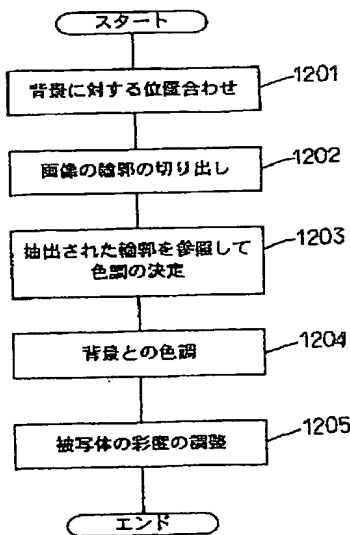 スタート
背景に対する位置合わせ
1201
画像の輪郭の切り出し
1202
抽出された輪郭を参照して
色調の決定
1203
背景との色調
1204
被写体の彩度の調整
1205
エンド